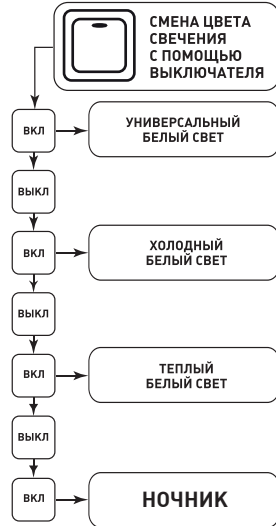 СМЕНА ЦВЕТА
СВЕЧЕНИЯ
С ПОМОЩЬЮ
ВЫКЛЮЧАТЕЛЯ
ВКЛ
УНИВЕРСАЛЬНЫЙ
БЕЛЫЙ СВЕТ
ВЫКЛ
ВКЛ
ХОЛОДНЫЙ
БЕЛЫЙ СВЕТ
ВЫКЛ
ВКЛ
ТЕПЛЫЙ
БЕЛЫЙ СВЕТ
ВЫКЛ
ВКЛ
НОЧНИК